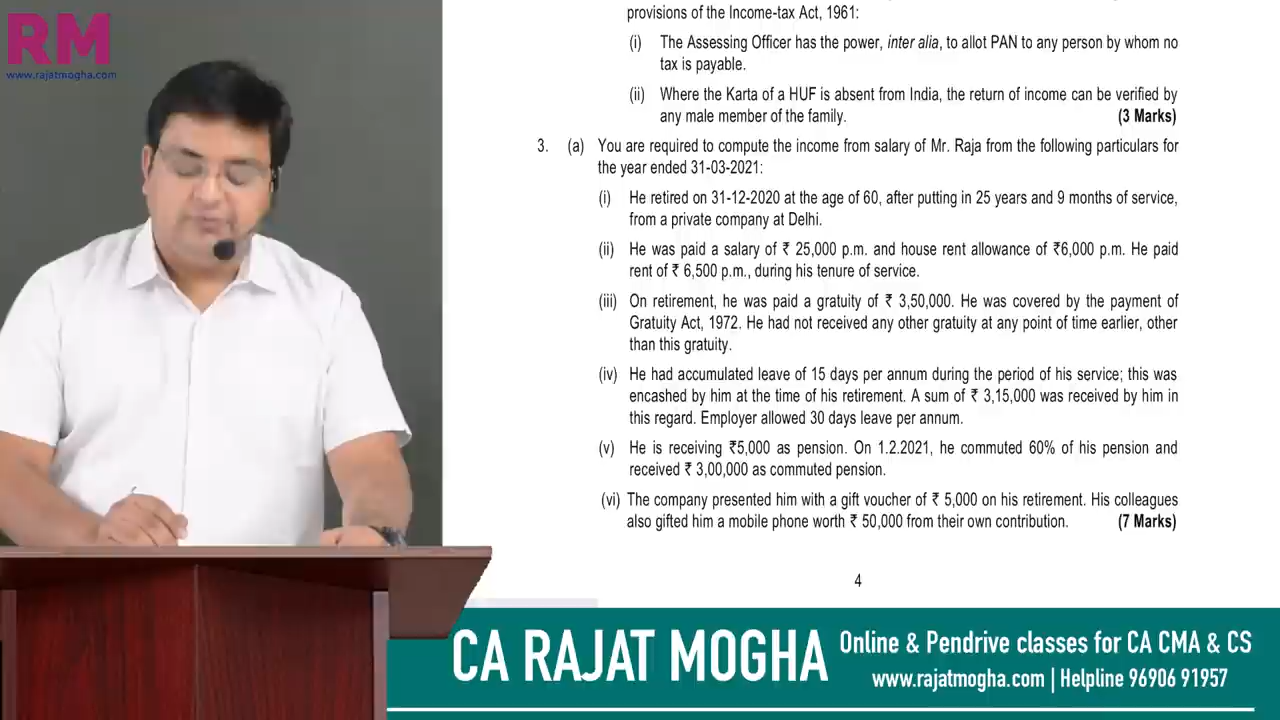 RM
www.rajatmogha.com
provisions of the Income-tax Act, 1961:
(i) The Assessing Officer has the power, inter alia, to allot PAN to any person by whom no
tax is payable.
(ii) Where the Karta of a HUF is absent from India, the return of income can be verified by
any male member of the family. (3 Marks)
3. (a) You are required to compute the income from salary of Mr. Raja from the following particulars for
the year ended 31-03-2021:
(i) He retired on 31-12-2020 at the age of 60, after putting in 25 years and 9 months of service,
from a private company at Delhi.
(ii) He was paid a salary of ₹ 25,000 p.m. and house rent allowance of ₹6,000 p.m. He paid
rent of ₹ 6,500 p.m., during his tenure of service.
(iii) On retirement, he was paid a gratuity of ₹ 3,50,000. He was covered by the payment of
Gratuity Act, 1972. He had not received any other gratuity at any point of time earlier, other
than this gratuity.
(iv) He had accumulated leave of 15 days per annum during the period of his service; this was
encashed by him at the time of his retirement. A sum of ₹ 3,15,000 was received by him in
this regard. Employer allowed 30 days leave per annum.
(v) He is receiving ₹5,000 as pension. On 1.2.2021, he commuted 60% of his pension and
received ₹ 3,00,000 as commuted pension.
(vi) The company presented him with a gift voucher of ₹ 5,000 on his retirement. His colleagues
also gifted him a mobile phone worth ₹ 50,000 from their own contribution. (7 Marks)
4
CA RAJAT MOGHA
Online & Pendrive classes for CA CMA & CS
www.rajatmogha.com | Helpline 96906 91957